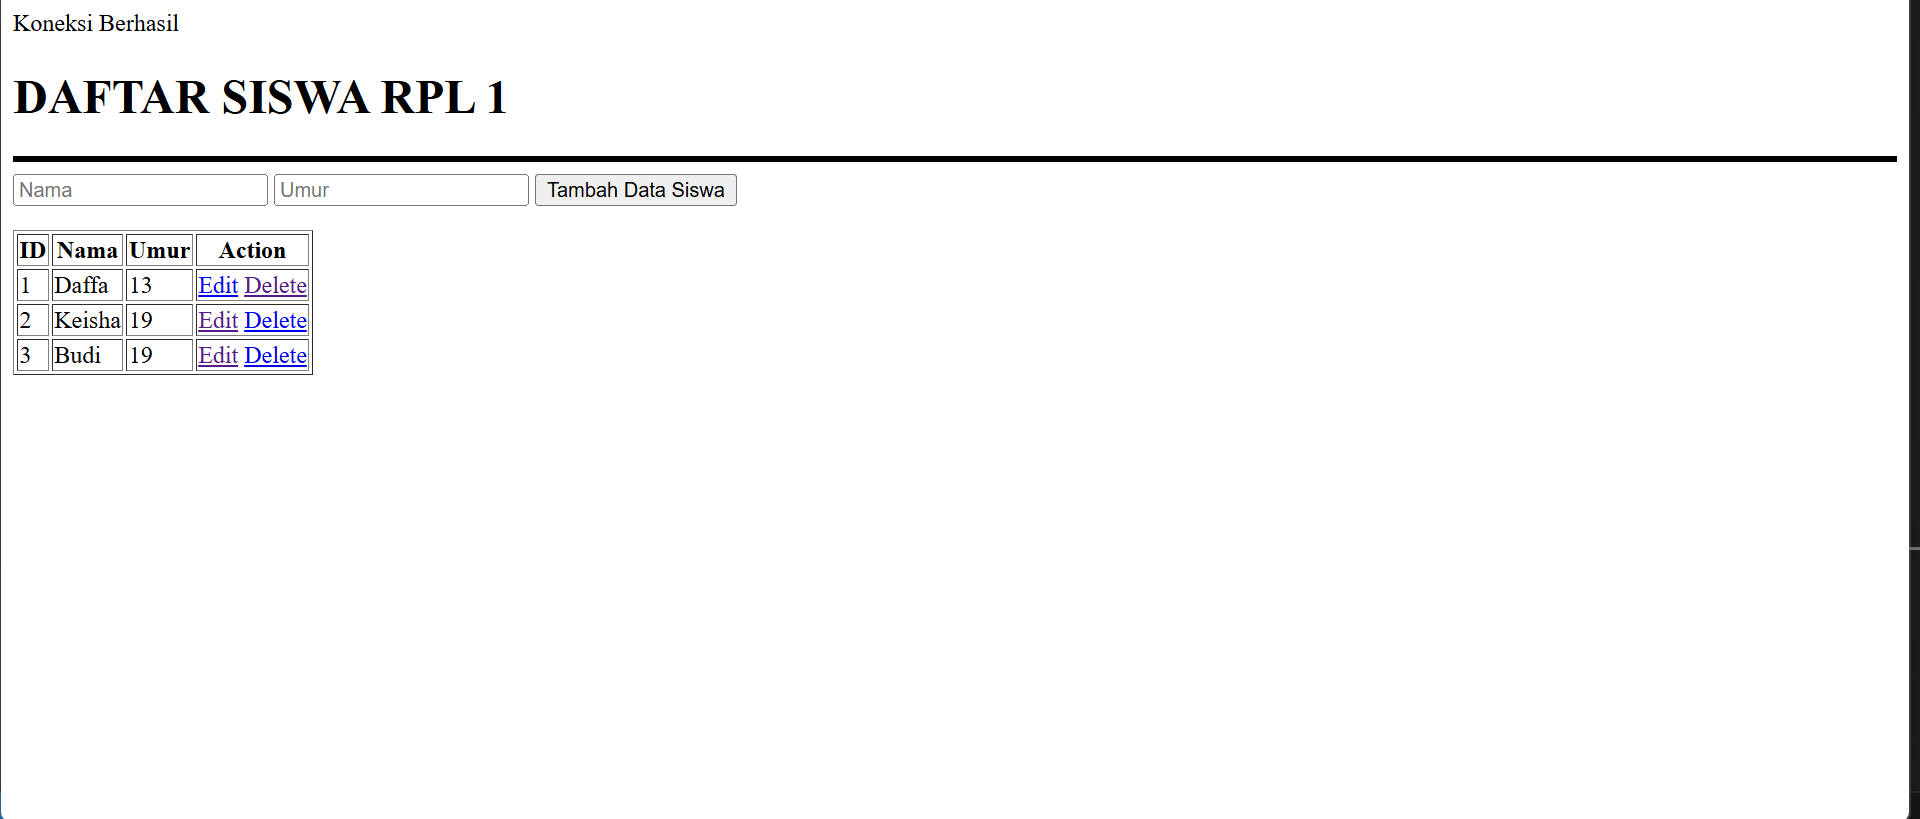 Koneksi Berhasil
DAFTAR SISWA RPL 1
Nama Umur Tambah Data Siswa
ID Nama Umur Action
1 Daffa 13 Edit Delete
2 Keisha 19 Edit Delete
3 Budi 19 Edit Delete